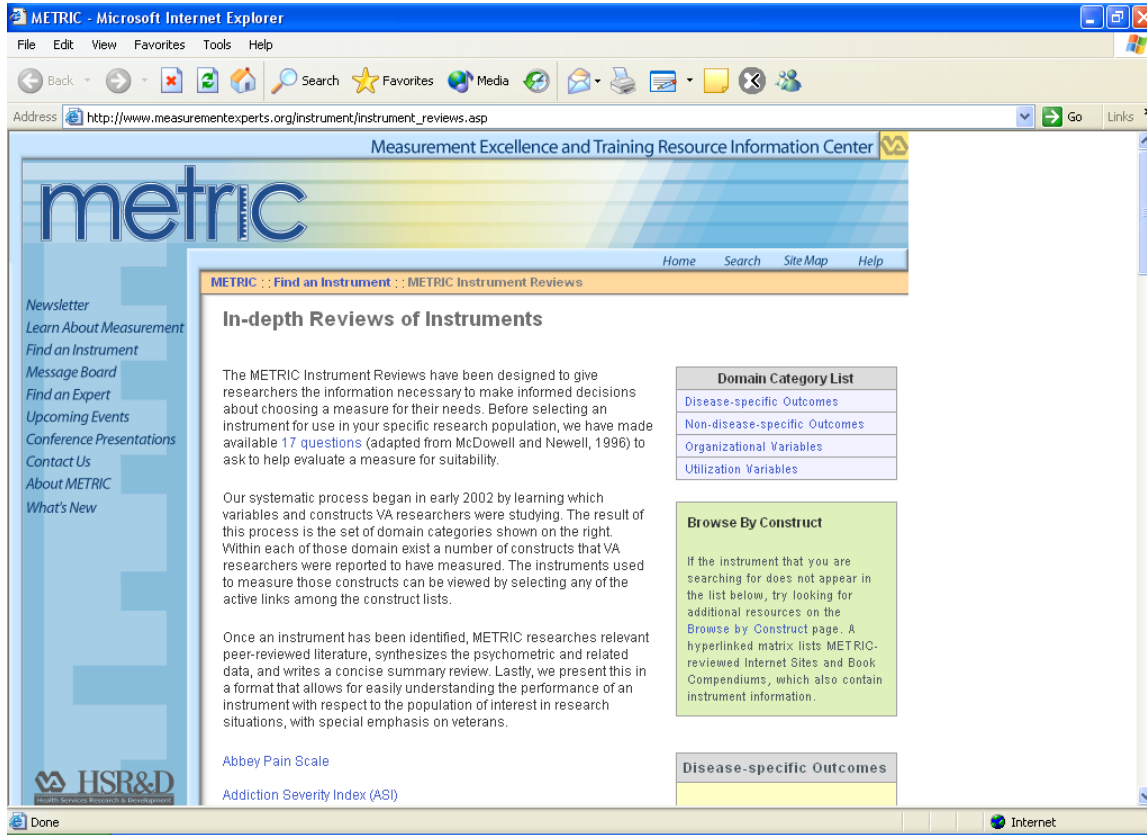 METRIC - Microsoft Internet Explorer
File Edit View Favorites Tools Help
Back Search Favorites Media
Address http://www.measurementexperts.org/instrument/instrument_reviews.asp Go Links
Measurement Excellence and Training Resource Information Center
metric
Home Search Site Map Help
METRIC : : Find an Instrument : : METRIC Instrument Reviews
Newsletter
Learn About Measurement
Find an Instrument
Message Board
Find an Expert
Upcoming Events
Conference Presentations
Contact Us
About METRIC
What's New
HSR&D
Health Services Research & Development
In-depth Reviews of Instruments
The METRIC Instrument Reviews have been designed to give
researchers the information necessary to make informed decisions
about choosing a measure for their needs. Before selecting an
instrument for use in your specific research population, we have made
available 17 questions (adapted from McDowell and Newell, 1996) to
ask to help evaluate a measure for suitability.
Our systematic process began in early 2002 by learning which
variables and constructs VA researchers were studying. The result of
this process is the set of domain categories shown on the right.
Within each of those domain exist a number of constructs that VA
researchers were reported to have measured. The instruments used
to measure those constructs can be viewed by selecting any of the
active links among the construct lists.
Once an instrument has been identified, METRIC researches relevant
peer-reviewed literature, synthesizes the psychometric and related
data, and writes a concise summary review. Lastly, we present this in
a format that allows for easily understanding the performance of an
instrument with respect to the population of interest in research
situations, with special emphasis on veterans.
Abbey Pain Scale
Addiction Severity Index (ASI)
Domain Category List
Disease-specific Outcomes
Non-disease-specific Outcomes
Organizational Variables
Utilization Variables
Browse By Construct
If the instrument that you are
searching for does not appear in
the list below, try looking for
additional resources on the
Browse by Construct page. A
hyperlinked matrix lists METRIC-
reviewed Internet Sites and Book
Compendiums, which also contain
instrument information.
Disease-specific Outcomes
Done Internet